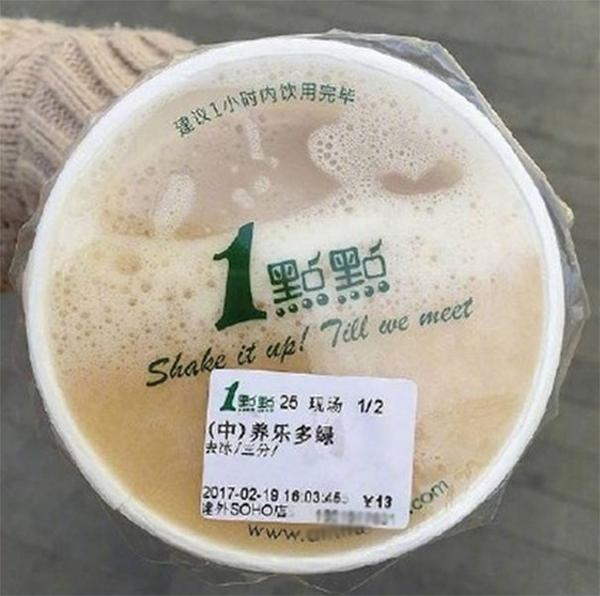 建议1小时内饮用完毕
1點點
Shake it up! Till we meet
1點點 26 现场 1/2
(中)养乐多绿
去冰/三分/
2017-02-19 16:03:45 ￥13
建外SOHO店
www. .com